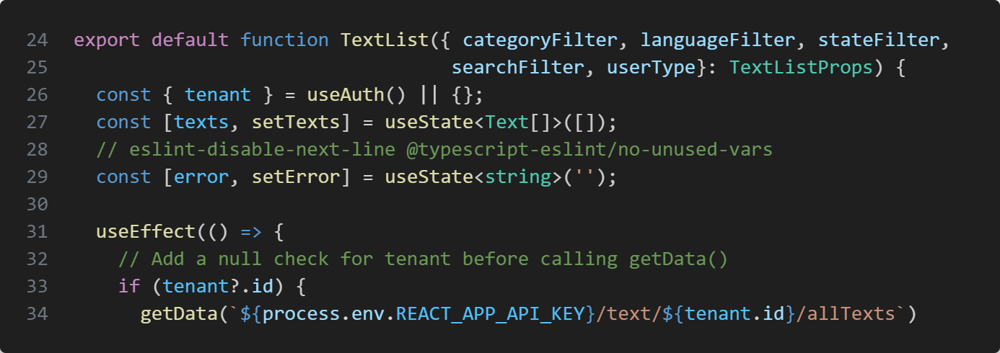 24 export default function TextList({ categoryFilter, languageFilter, stateFilter,
25 searchFilter, userType}: TextListProps) {
26 const { tenant } = useAuth() || {};
27 const [texts, setTexts] = useState<Text[]>([]);
28 // eslint-disable-next-line @typescript-eslint/no-unused-vars
29 const [error, setError] = useState<string>('');
30
31 useEffect(() => {
32 // Add a null check for tenant before calling getData()
33 if (tenant?.id) {
34 getData(`${process.env.REACT_APP_API_KEY}/text/${tenant.id}/allTexts`)